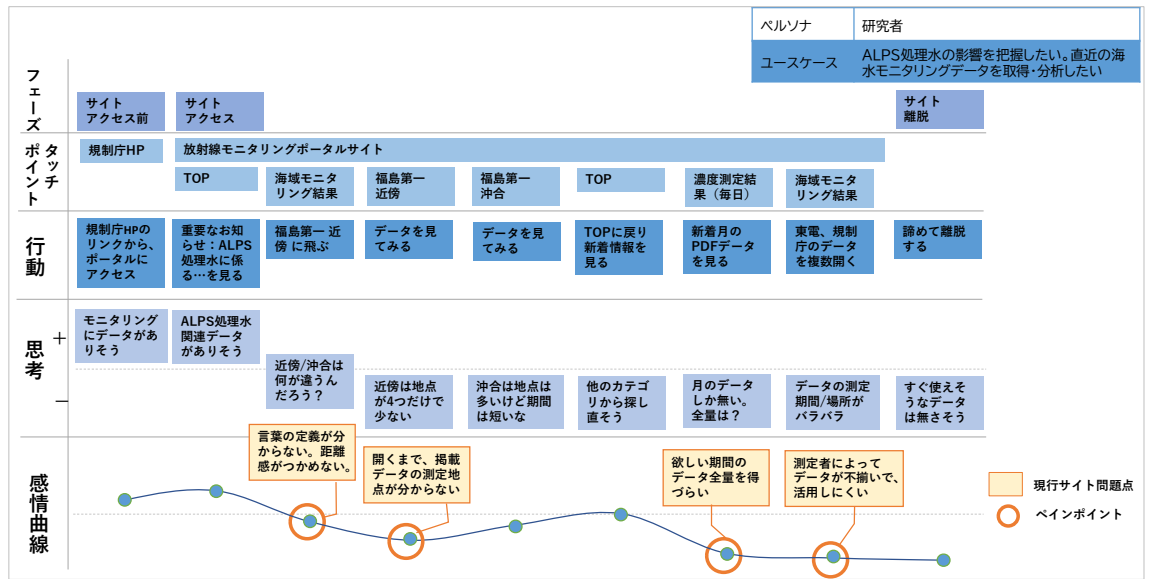 ペルソナ
研究者
ユースケース
ALPS処理水の影響を把握したい。直近の海
水モニタリングデータを取得・分析したい
フェーズ
サイト
アクセス前
サイト
アクセス
サイト
離脱
タッチ
ポイント
規制庁HP
放射線モニタリングポータルサイト
TOP
海域モニタ
リング結果
福島第一
近傍
福島第一
沖合
TOP
濃度測定結
果（毎日）
海域モニタ
リング結果
行動
規制庁HPの
リンクから、
ポータルに
アクセス
重要なお知
らせ：ALPS
処理水に係
る…を見る
福島第一 近
傍 に飛ぶ
データを見
てみる
データを見
てみる
TOPに戻り
新着情報を
見る
新着月の
PDFデータ
を見る
東電、規制
庁のデータ
を複数開く
諦めて離脱
する
思考
＋
－
モニタリング
にデータがあ
りそう
ALPS処理水
関連データ
がありそう
近傍/沖合は
何が違うん
だろう？
近傍は地点
が4つだけで
少ない
沖合は地点は
多いけど期間
は短いな
他のカテゴ
リから探し
直そう
月のデータ
しか無い。
全量は？
データの測定
期間/場所が
バラバラ
すぐ使えそ
うなデータ
は無さそう
感情曲線
言葉の定義が分
からない。距離
感がつかめない。
開くまで、掲載
データの測定地
点が分からない
欲しい期間の
データ全量を得
づらい
測定者によって
データが不揃いで、
活用しにくい
現行サイト問題点
ペインポイント